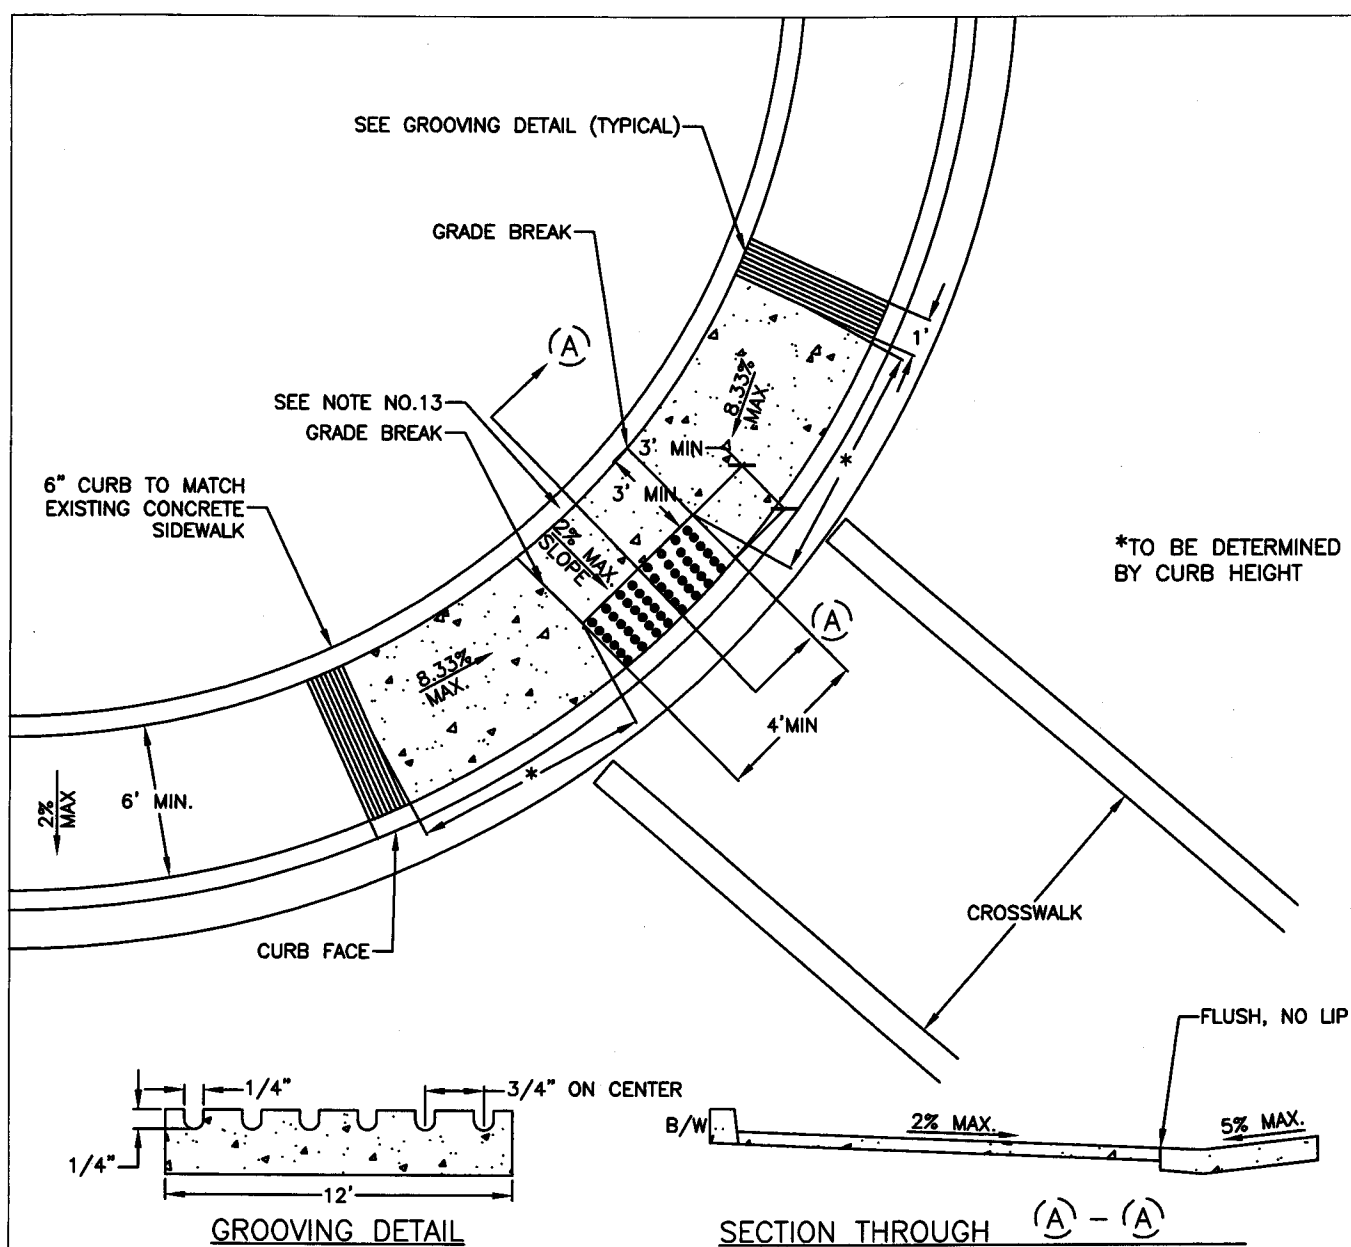 SEE GROOVING DETAIL (TYPICAL)
GRADE BREAK
(A)
1'
8.33%
MAX.
SEE NOTE NO.13
GRADE BREAK
3' MIN
*
3' MIN.
6" CURB TO MATCH
EXISTING CONCRETE
SIDEWALK
2% MAX.
SLOPE
*TO BE DETERMINED
BY CURB HEIGHT
(A)
8.33%
MAX.
4'MIN
*
2%
MAX
6' MIN.
CROSSWALK
CURB FACE
FLUSH, NO LIP
1/4"
3/4" ON CENTER
B/W
2% MAX.
5% MAX.
1/4"
12'
GROOVING DETAIL
SECTION THROUGH (A) - (A)